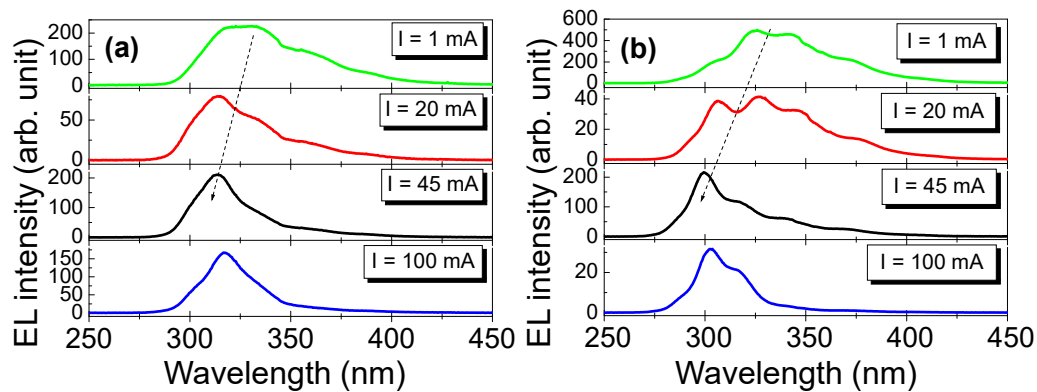 (a)
EL intensity (arb. unit)
200
100
0
I = 1 mA
50
0
I = 20 mA
200
100
0
I = 45 mA
150
100
50
0
I = 100 mA
250 300 350 400 450
Wavelength (nm)
(b)
EL intensity (arb. unit)
600
400
200
0
I = 1 mA
40
20
0
I = 20 mA
200
100
0
I = 45 mA
20
0
I = 100 mA
250 300 350 400 450
Wavelength (nm)